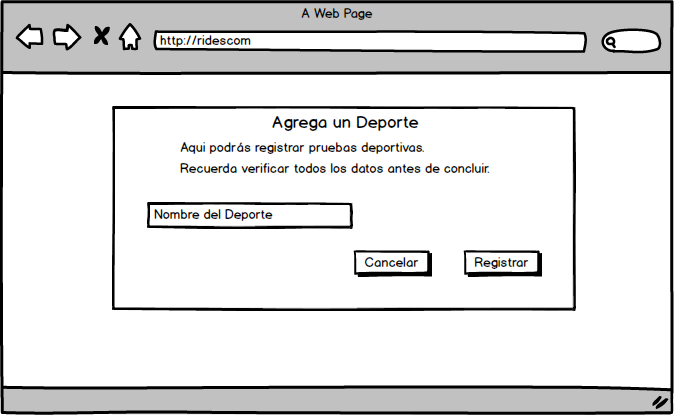 A Web Page
http://ridescom
Agrega un Deporte
Aqui podrás registrar pruebas deportivas.
Recuerda verificar todos los datos antes de concluir.
Nombre del Deporte
Cancelar
Registrar